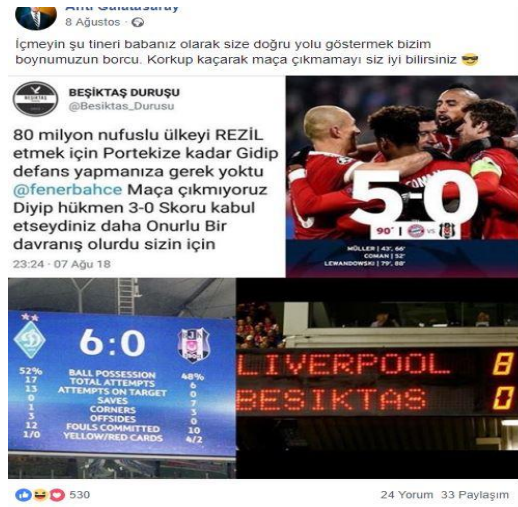 Anti Galatasaray
8 Ağustos ·
İçmeyin şu tineri babanız olarak size doğru yolu göstermek bizim
boynumuzun borcu. Korkup kaçarak maça çıkmamayı siz iyi bilirsiniz 😎
BEŞİKTAŞ DURUŞU
@Besiktas_Durusu
80 milyon nufuslu ülkeyi REZİL
etmek için Portekize kadar Gidip
defans yapmanıza gerek yoktu
@fenerbahce Maça çıkmıyoruz
Diyip hükmen 3-0 Skoru kabul
etseydiniz daha Onurlu Bir
davranış olurdu sizin için
23:24 · 07 Ağu 18
5-0
90' VS
MÜLLER | 43', 66'
COMAN | 52'
LEWANDOWSKI | 79', 88'
6:0
52% BALL POSSESSION 48%
17 TOTAL ATTEMPTS 6
13 ATTEMPTS ON TARGET 0
0 SAVES 7
1 CORNERS 3
3 OFFSIDES 0
12 FOULS COMMITTED 10
1/0 YELLOW/RED CARDS 4/2
LIVERPOOL 8
BESIKTAS 0
530
24 Yorum 33 Paylaşım